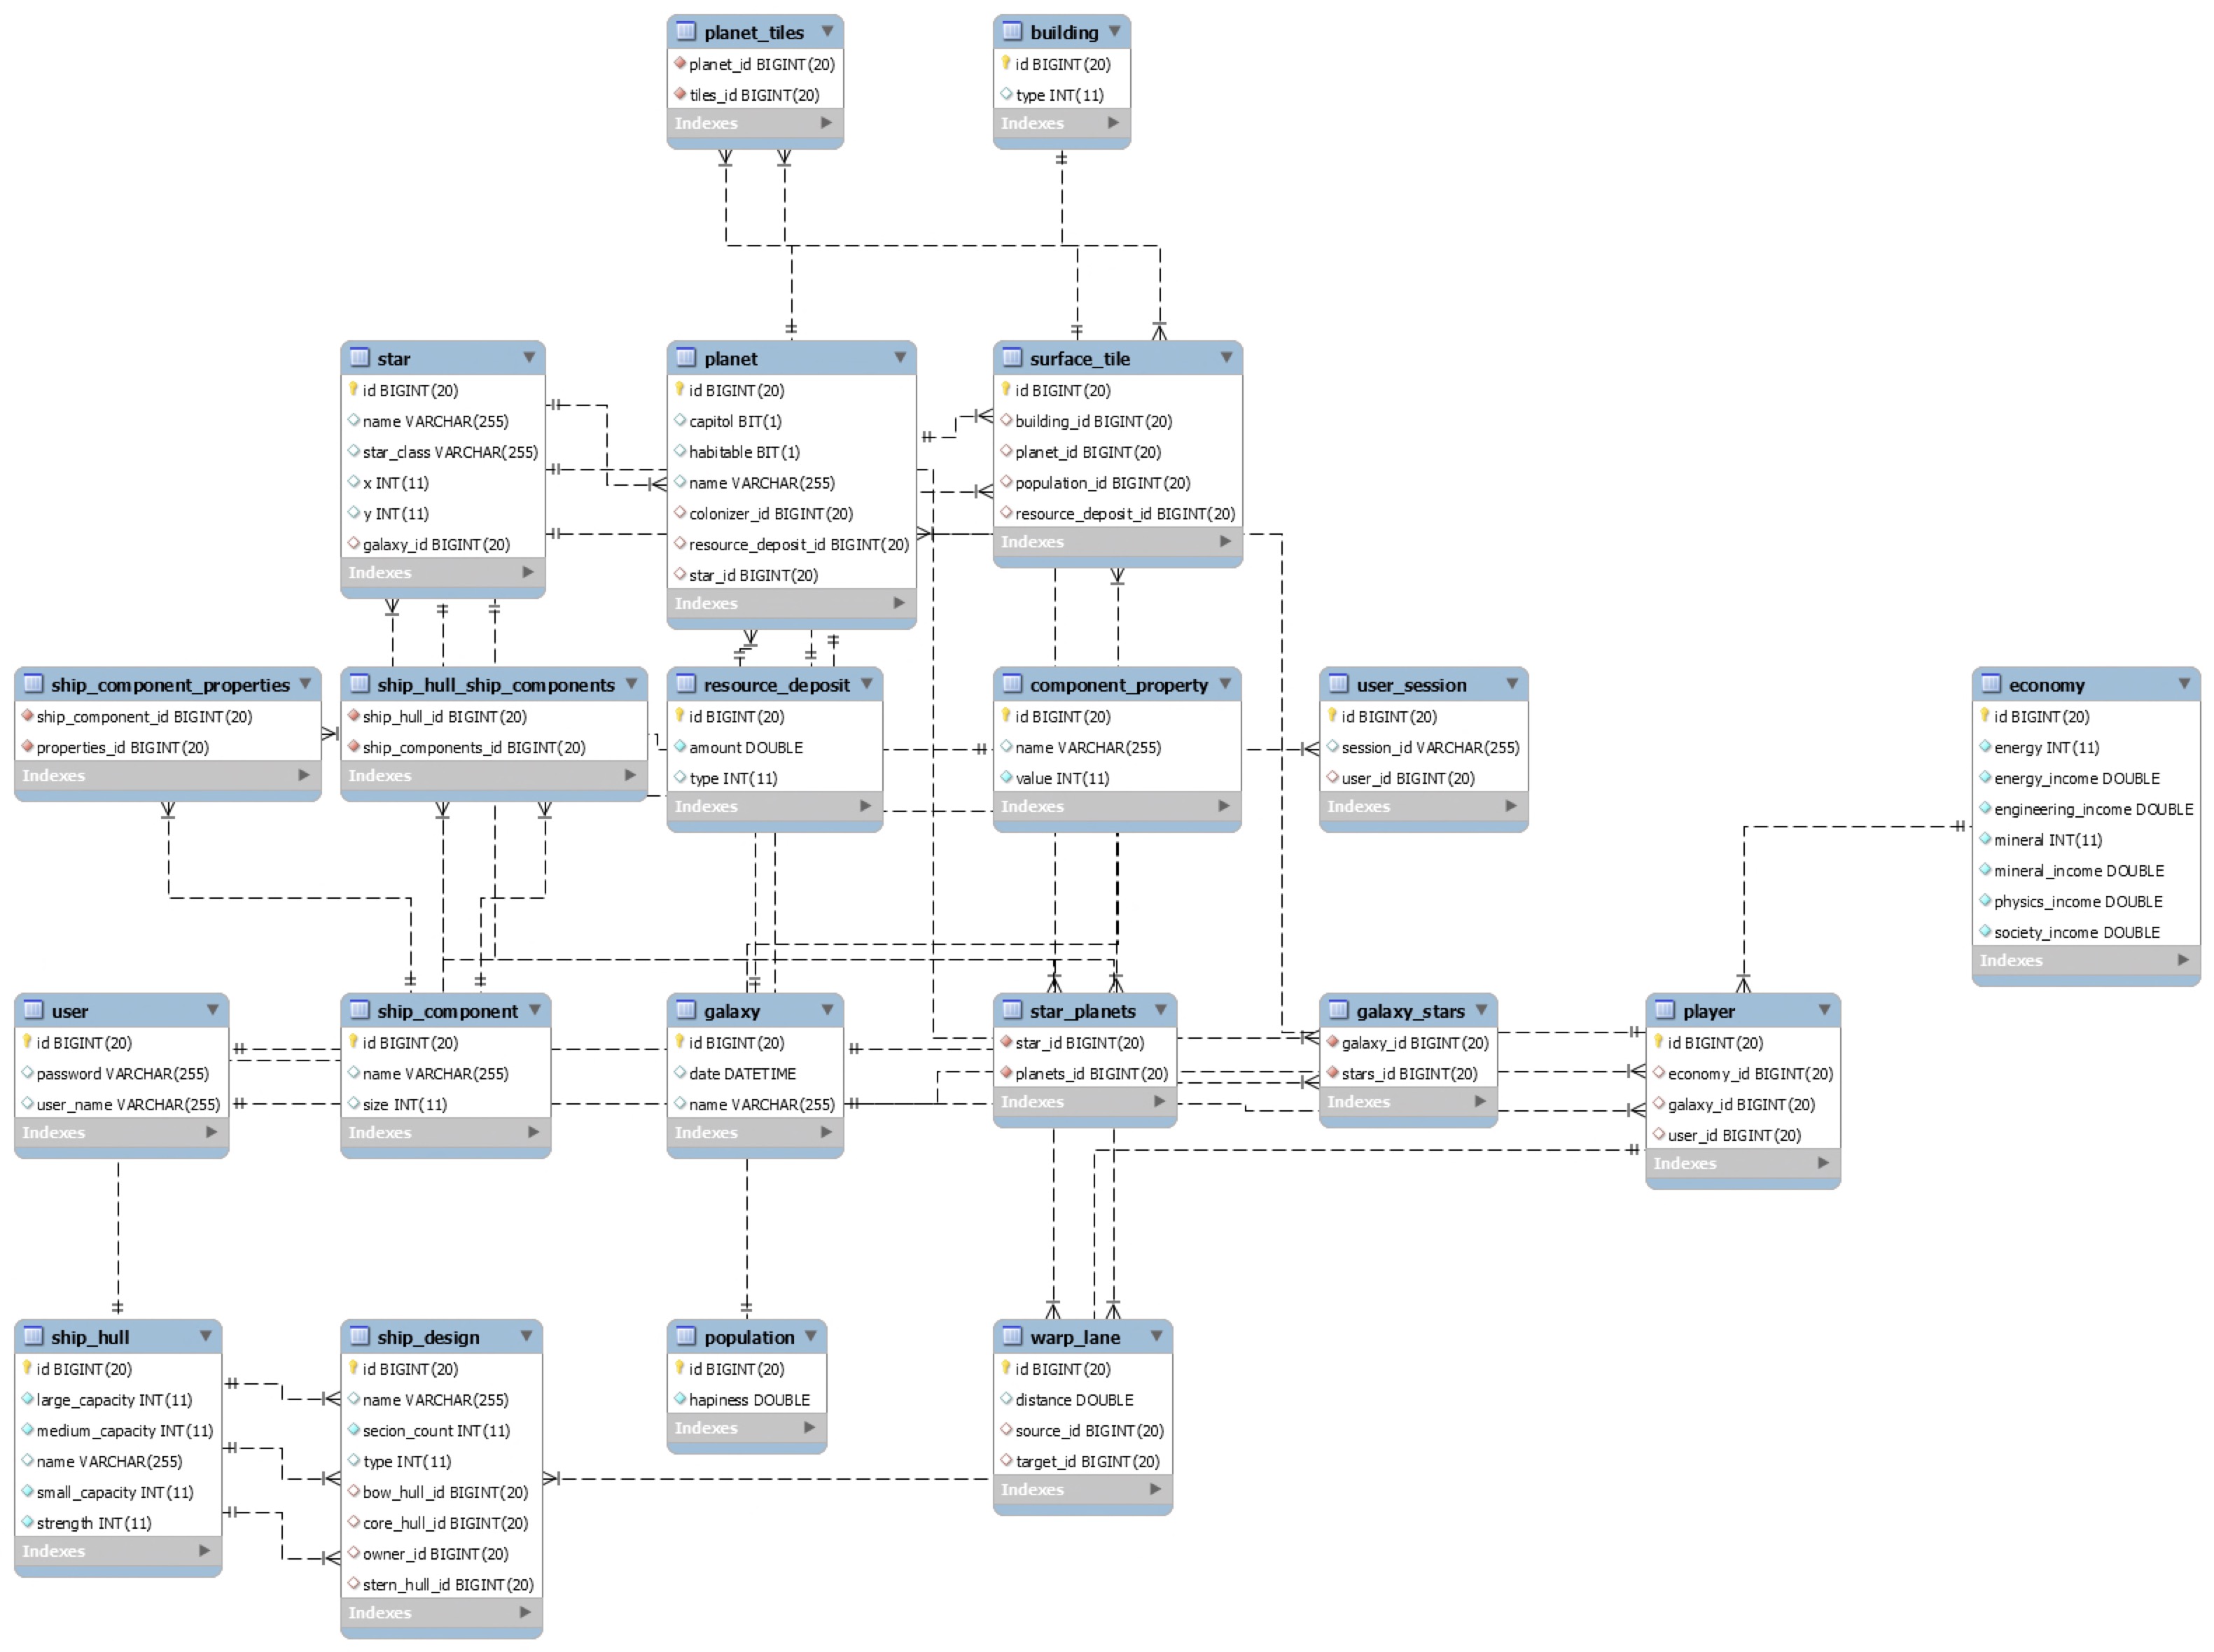 planet_tiles
planet_id BIGINT(20)
tiles_id BIGINT(20)
Indexes
building
id BIGINT(20)
type INT(11)
Indexes
star
id BIGINT(20)
name VARCHAR(255)
star_class VARCHAR(255)
x INT(11)
y INT(11)
galaxy_id BIGINT(20)
Indexes
planet
id BIGINT(20)
capitol BIT(1)
habitable BIT(1)
name VARCHAR(255)
colonizer_id BIGINT(20)
resource_deposit_id BIGINT(20)
star_id BIGINT(20)
Indexes
surface_tile
id BIGINT(20)
building_id BIGINT(20)
planet_id BIGINT(20)
population_id BIGINT(20)
resource_deposit_id BIGINT(20)
Indexes
ship_component_properties
ship_component_id BIGINT(20)
properties_id BIGINT(20)
Indexes
ship_hull_ship_components
ship_hull_id BIGINT(20)
ship_components_id BIGINT(20)
Indexes
resource_deposit
id BIGINT(20)
amount DOUBLE
type INT(11)
Indexes
component_property
id BIGINT(20)
name VARCHAR(255)
value INT(11)
Indexes
user_session
id BIGINT(20)
session_id VARCHAR(255)
user_id BIGINT(20)
Indexes
economy
id BIGINT(20)
energy INT(11)
energy_income DOUBLE
engineering_income DOUBLE
mineral INT(11)
mineral_income DOUBLE
physics_income DOUBLE
society_income DOUBLE
Indexes
user
id BIGINT(20)
password VARCHAR(255)
user_name VARCHAR(255)
Indexes
ship_component
id BIGINT(20)
name VARCHAR(255)
size INT(11)
Indexes
galaxy
id BIGINT(20)
date DATETIME
name VARCHAR(255)
Indexes
star_planets
star_id BIGINT(20)
planets_id BIGINT(20)
Indexes
galaxy_stars
galaxy_id BIGINT(20)
stars_id BIGINT(20)
Indexes
player
id BIGINT(20)
economy_id BIGINT(20)
galaxy_id BIGINT(20)
user_id BIGINT(20)
Indexes
ship_hull
id BIGINT(20)
large_capacity INT(11)
medium_capacity INT(11)
name VARCHAR(255)
small_capacity INT(11)
strength INT(11)
Indexes
ship_design
id BIGINT(20)
name VARCHAR(255)
secion_count INT(11)
type INT(11)
bow_hull_id BIGINT(20)
core_hull_id BIGINT(20)
owner_id BIGINT(20)
stern_hull_id BIGINT(20)
Indexes
population
id BIGINT(20)
hapiness DOUBLE
Indexes
warp_lane
id BIGINT(20)
distance DOUBLE
source_id BIGINT(20)
target_id BIGINT(20)
Indexes